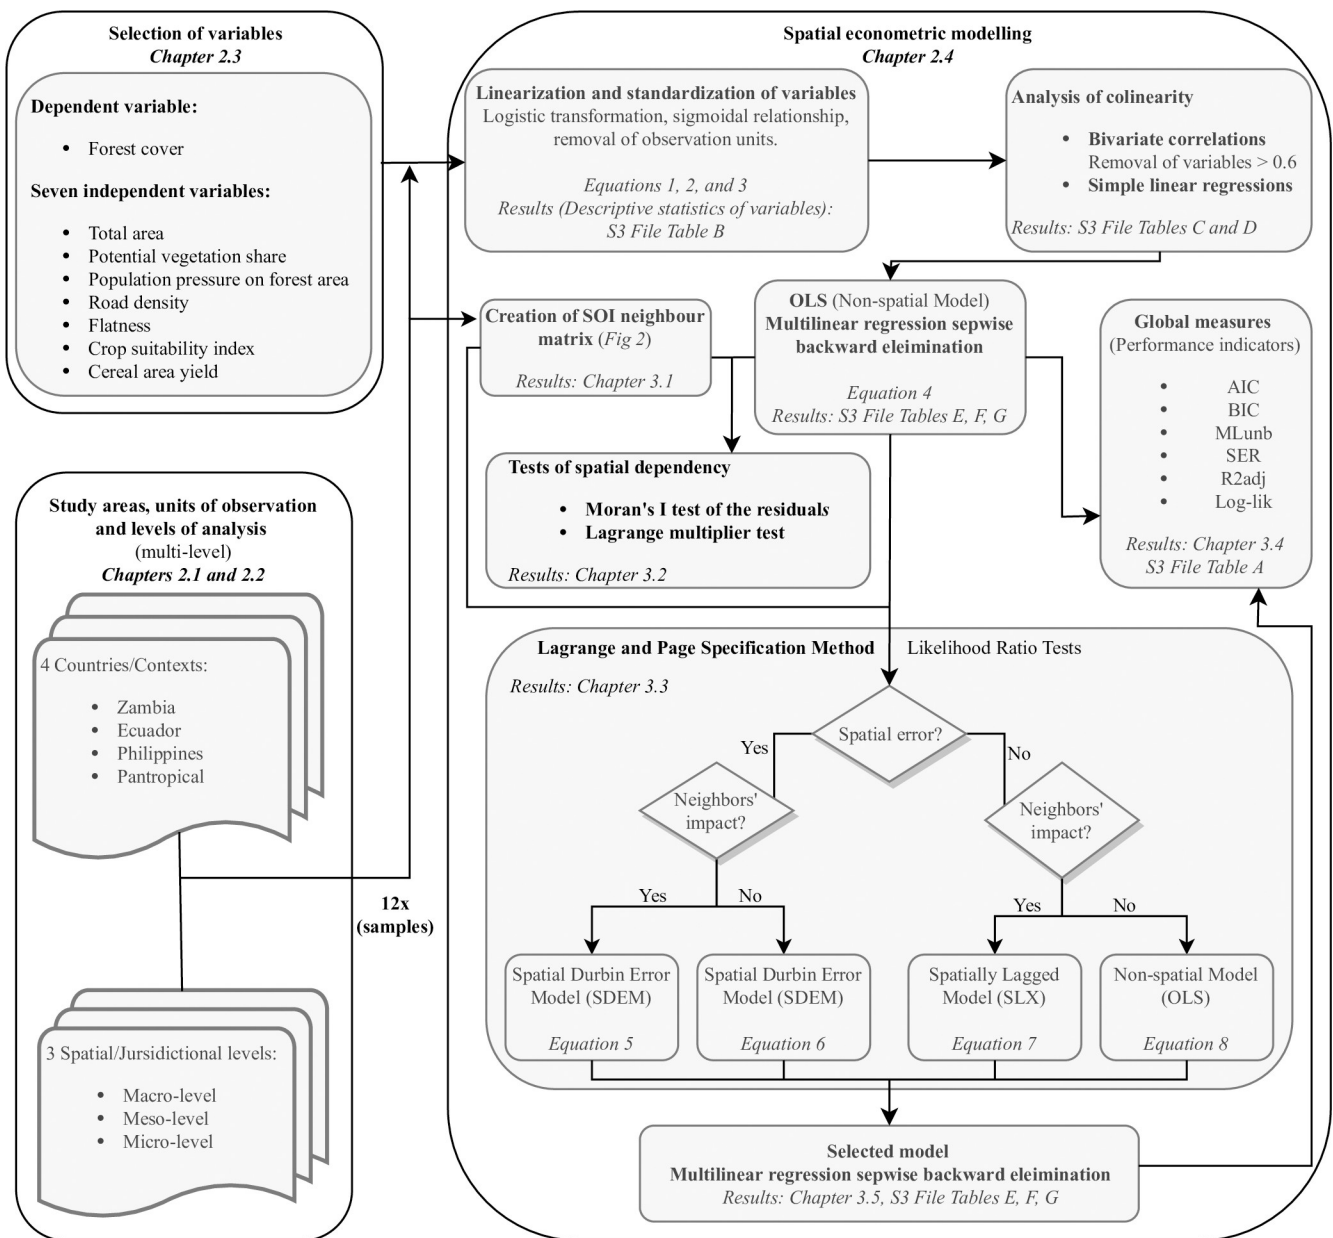 Selection of variables
Chapter 2.3
Dependent variable:
• Forest cover
Seven independent variables:
• Total area
• Potential vegetation share
• Population pressure on forest area
• Road density
• Flatness
• Crop suitability index
• Cereal area yield
Study areas, units of observation
and levels of analysis
(multi-level)
Chapters 2.1 and 2.2
4 Countries/Contexts:
• Zambia
• Ecuador
• Philippines
• Pantropical
12x
(samples)
3 Spatial/Jursidictional levels:
• Macro-level
• Meso-level
• Micro-level
Spatial econometric modelling
Chapter 2.4
Linearization and standardization of variables
Logistic transformation, sigmoidal relationship,
removal of observation units.
Equations 1, 2, and 3
Results (Descriptive statistics of variables):
S3 File Table B
Analysis of colinearity
• Bivariate correlations
Removal of variables > 0.6
• Simple linear regressions
Results: S3 File Tables C and D
Creation of SOI neighbour
matrix (Fig 2)
Results: Chapter 3.1
OLS (Non-spatial Model)
Multilinear regression sepwise
backward eleimination
Equation 4
Results: S3 File Tables E, F, G
Global measures
(Performance indicators)
• AIC
• BIC
• MLunb
• SER
• R2adj
• Log-lik
Results: Chapter 3.4
S3 File Table A
Tests of spatial dependency
• Moran's I test of the residuals
• Lagrange multiplier test
Results: Chapter 3.2
Lagrange and Page Specification Method
Likelihood Ratio Tests
Results: Chapter 3.3
Spatial error?
Yes
No
Neighbors'
impact?
Neighbors'
impact?
Yes
No
Yes
No
Spatial Durbin Error
Model (SDEM)
Equation 5
Spatial Durbin Error
Model (SDEM)
Equation 6
Spatially Lagged
Model (SLX)
Equation 7
Non-spatial Model
(OLS)
Equation 8
Selected model
Multilinear regression sepwise backward eleimination
Results: Chapter 3.5, S3 File Tables E, F, G